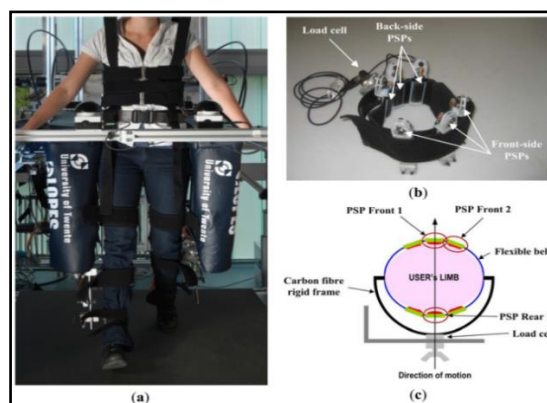 University of Twente
LOPES
University of Twente
(a)
Load cell
Back-side
PSPs
Front-side
PSPs
(b)
PSP Front 1
PSP Front 2
Flexible bel
USER's LIMB
Carbon fibre
rigid frame
PSP Rear
Load ce
Direction of motion
(c)